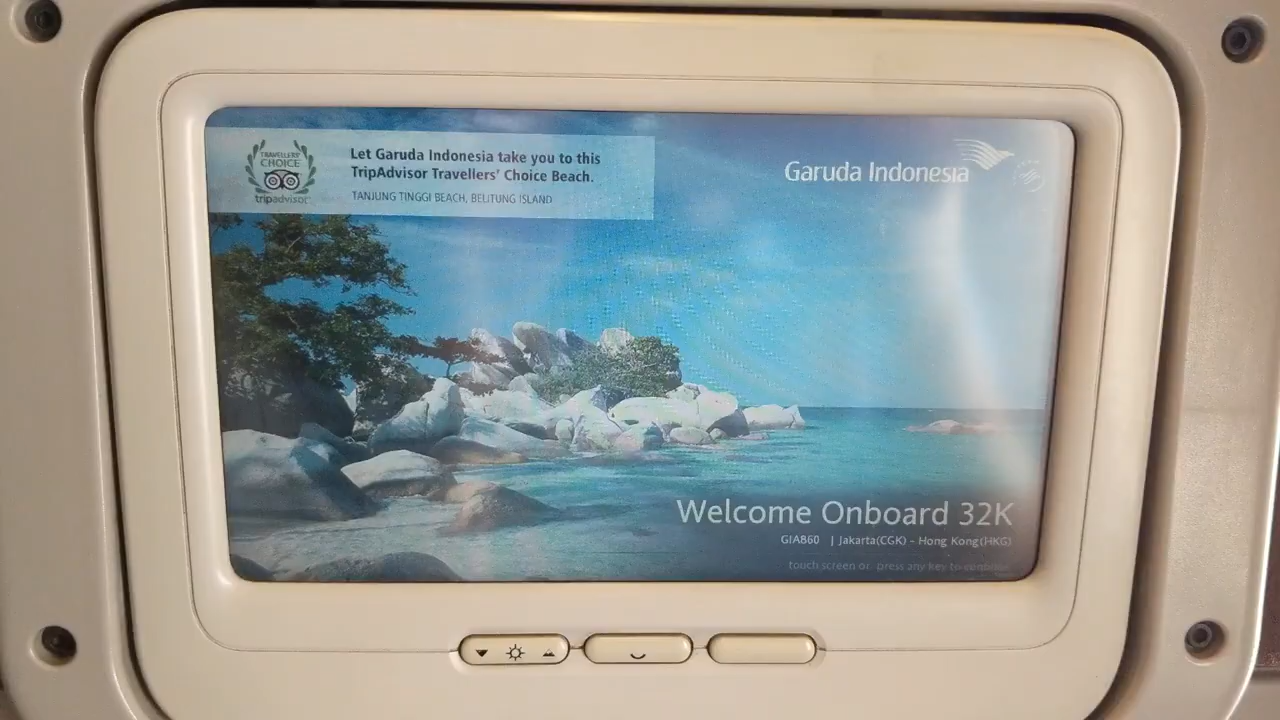 TRAVELLERS'
CHOICE
tripadvisor
Let Garuda Indonesia take you to this
TripAdvisor Travellers' Choice Beach.
TANJUNG TINGGI BEACH, BELITUNG ISLAND
Garuda Indonesia
Welcome Onboard 32K
GIA860 | Jakarta(CGK) - Hong Kong(HKG)
touch screen or press any key to continue